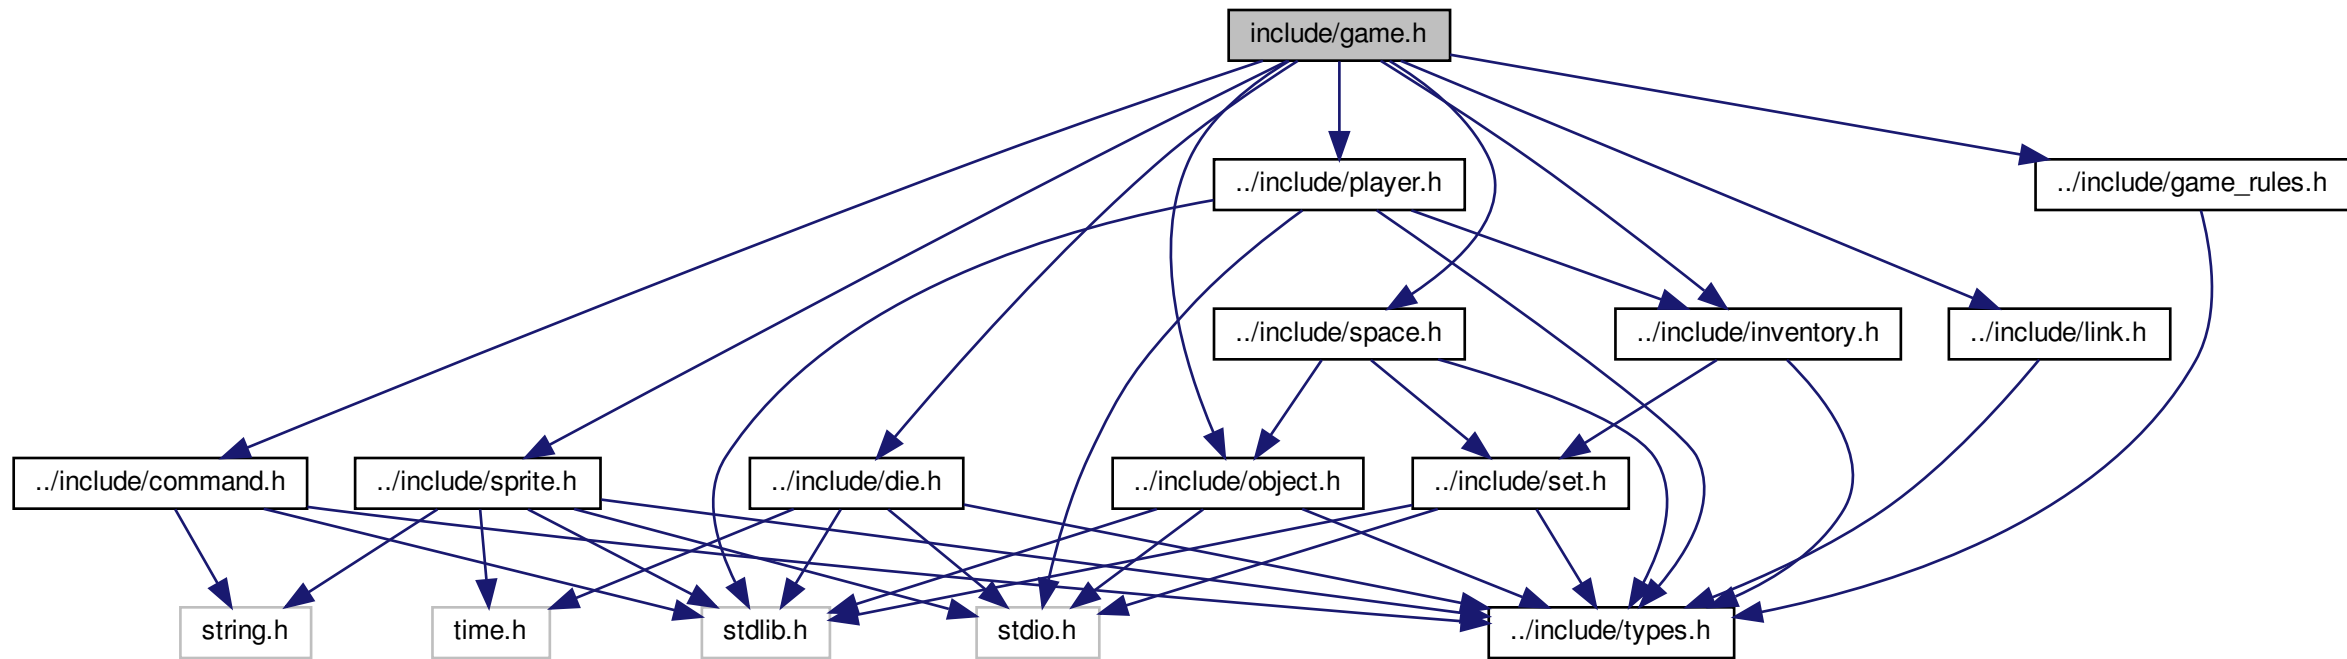 include/game.h
../include/player.h
../include/game_rules.h
../include/space.h
../include/inventory.h
../include/link.h
../include/command.h
../include/sprite.h
../include/die.h
../include/object.h
../include/set.h
string.h
time.h
stdlib.h
stdio.h
../include/types.h